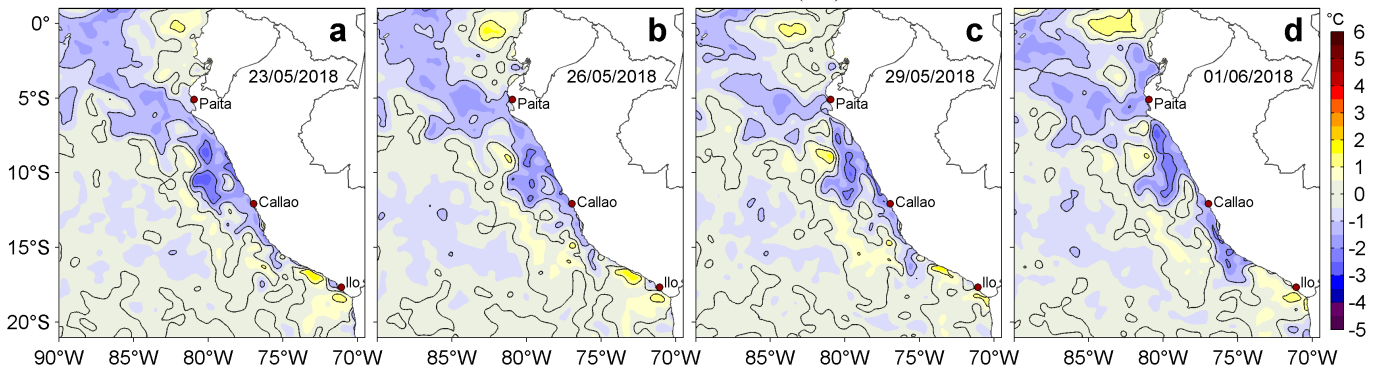 a b c d
°C
23/05/2018 26/05/2018 29/05/2018 01/06/2018
Paita Paita Paita Paita
Callao Callao Callao Callao
Ilo Ilo Ilo Ilo
0°
5°S
10°S
15°S
20°S
90°W 85°W 80°W 75°W 70°W 85°W 80°W 75°W 70°W 85°W 80°W 75°W 70°W 85°W 80°W 75°W 70°W
6
5
4
3
2
1
0
-1
-2
-3
-4
-5